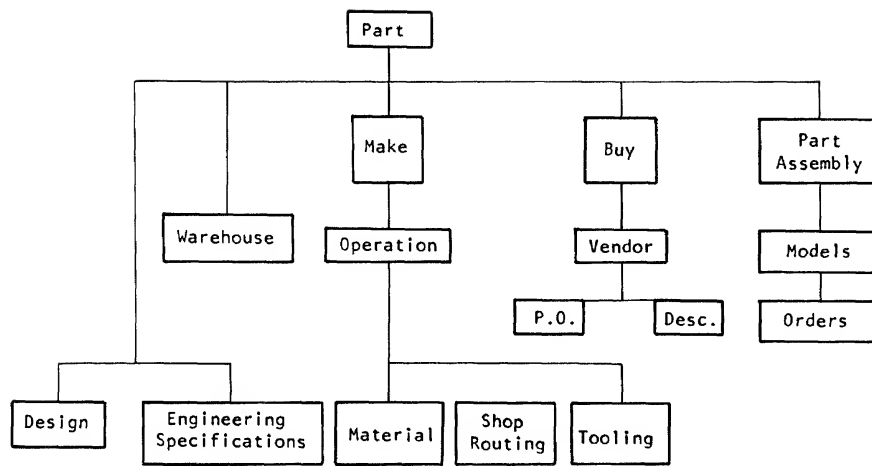 Part
Make
Buy
Part
Assembly
Warehouse
Operation
Vendor
Models
P.O.
Desc.
Orders
Design
Engineering
Specifications
Material
Shop
Routing
Tooling